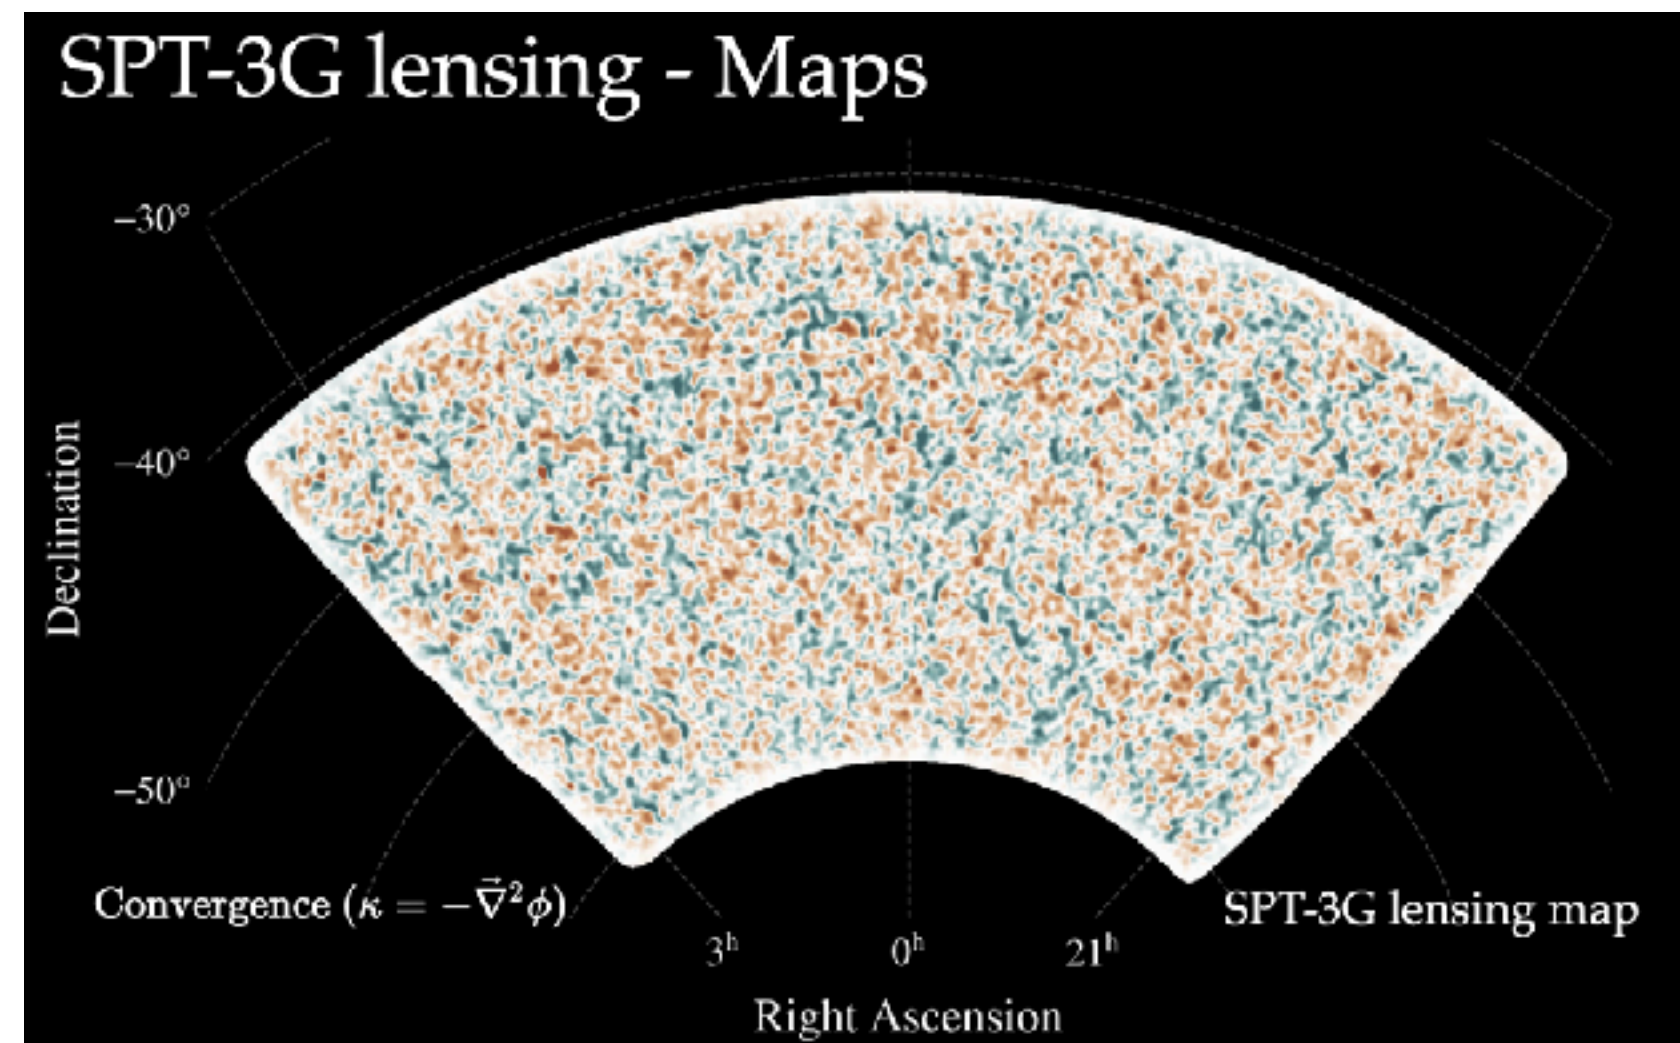 SPT-3G lensing - Maps
–30°
–40°
–50°
Declination
Convergence (κ = −∇⃗²ϕ)
SPT-3G lensing map
3ʰ 0ʰ 21ʰ
Right Ascension